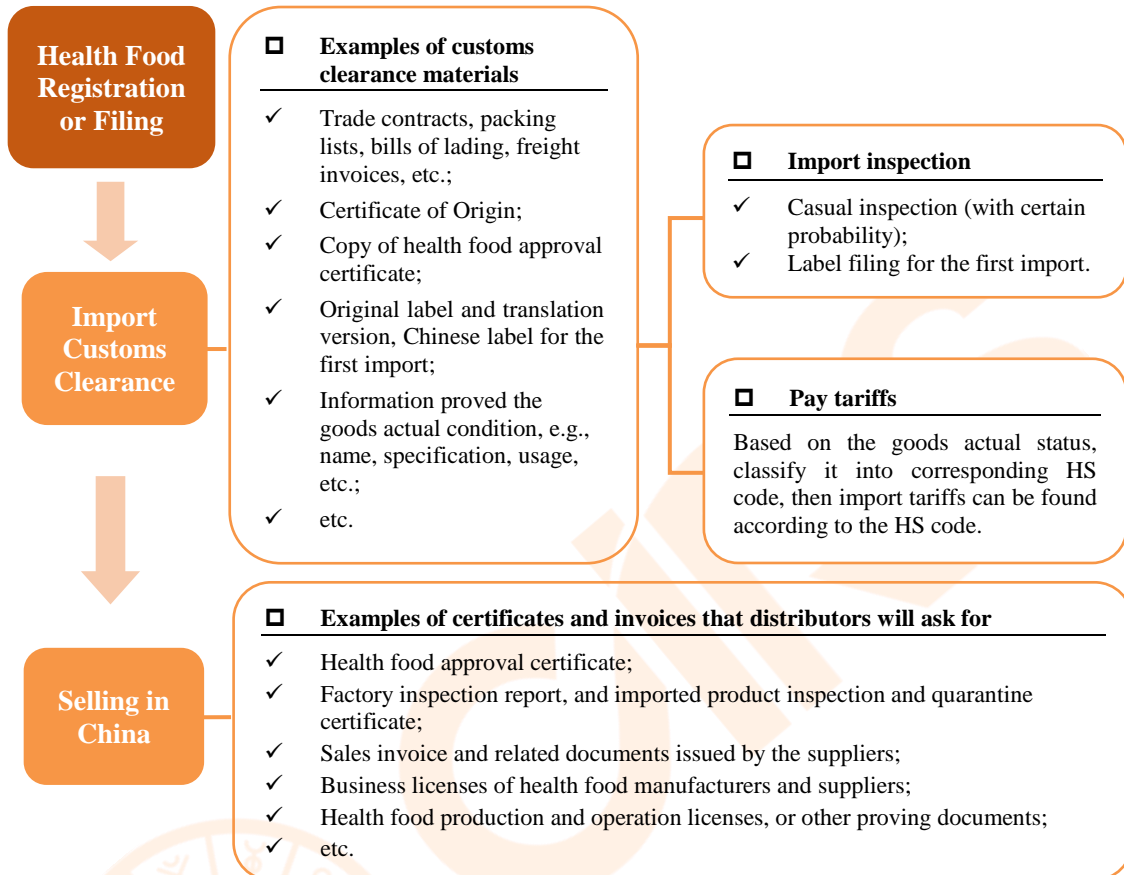 Health Food
Registration
or Filing
Import
Customs
Clearance
Selling in
China
Examples of customs
clearance materials
✓ Trade contracts, packing
lists, bills of lading, freight
invoices, etc.;
✓ Certificate of Origin;
✓ Copy of health food approval
certificate;
✓ Original label and translation
version, Chinese label for the
first import;
✓ Information proved the
goods actual condition, e.g.,
name, specification, usage,
etc.;
✓ etc.
Import inspection
✓ Casual inspection (with certain
probability);
✓ Label filing for the first import.
Pay tariffs
Based on the goods actual status,
classify it into corresponding HS
code, then import tariffs can be found
according to the HS code.
Examples of certificates and invoices that distributors will ask for
✓ Health food approval certificate;
✓ Factory inspection report, and imported product inspection and quarantine
certificate;
✓ Sales invoice and related documents issued by the suppliers;
✓ Business licenses of health food manufacturers and suppliers;
✓ Health food production and operation licenses, or other proving documents;
✓ etc.